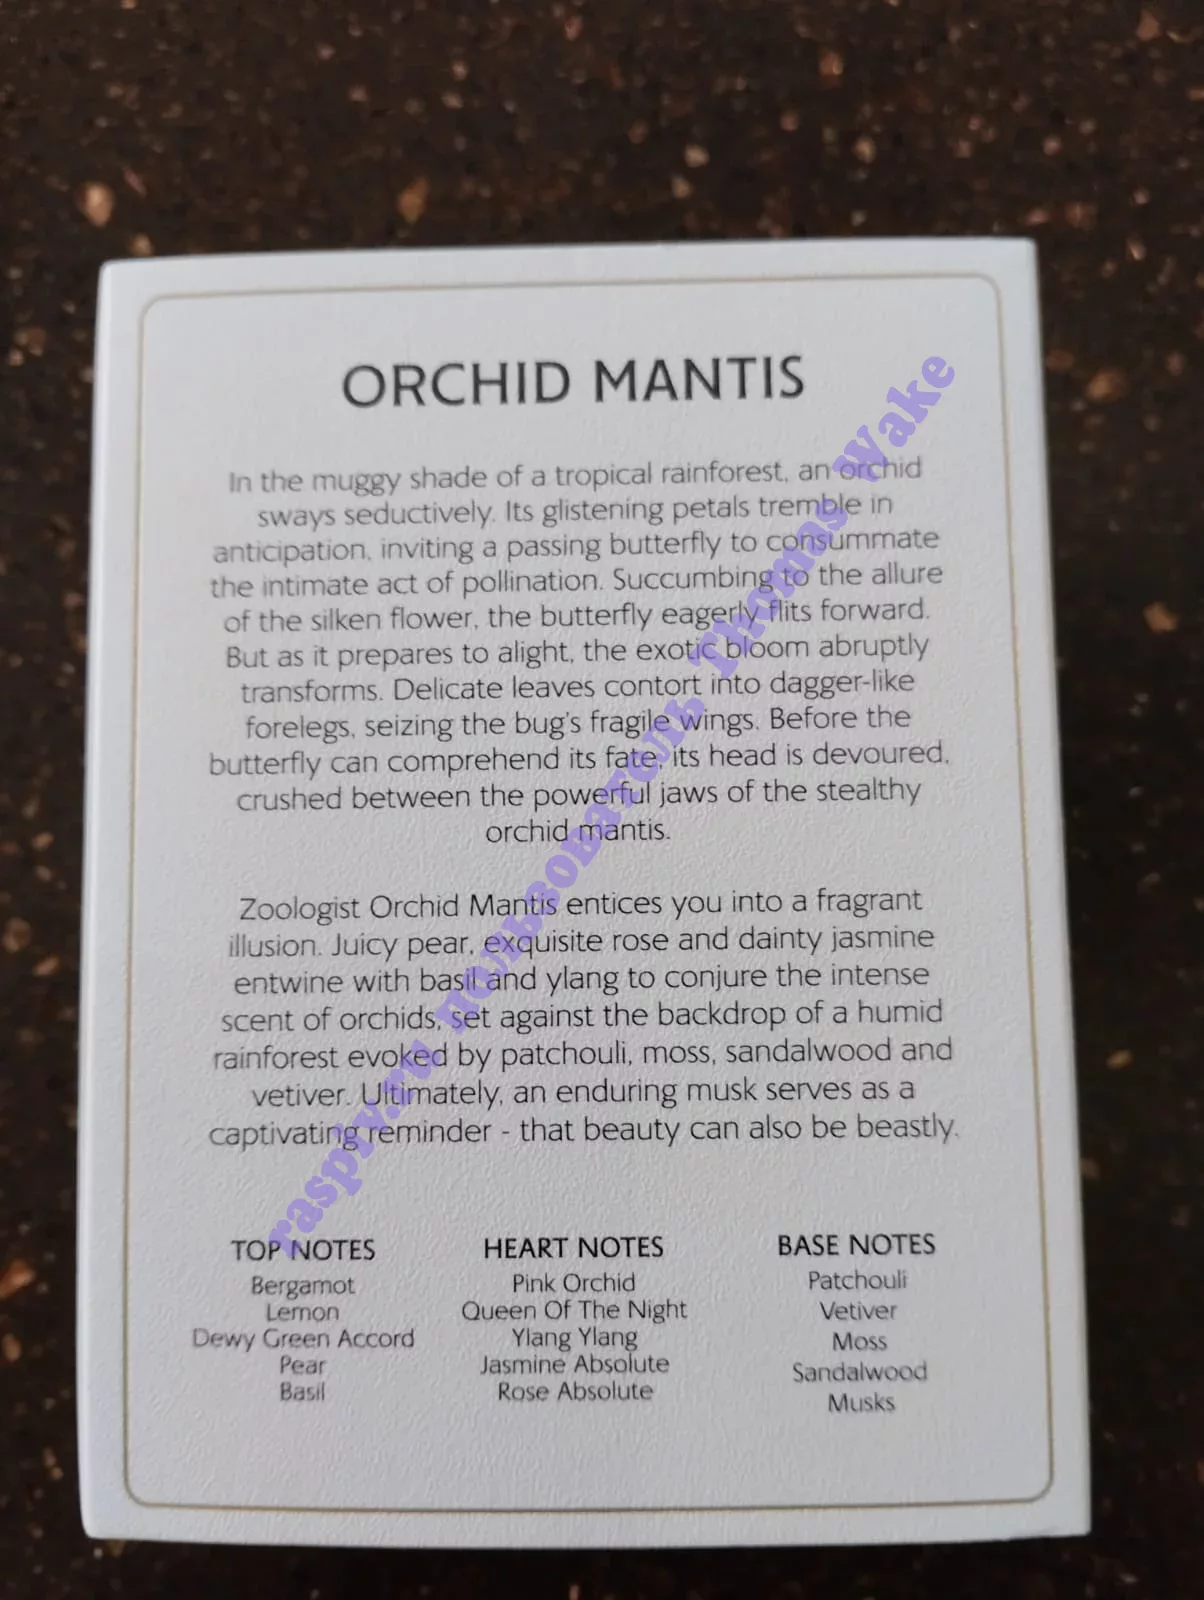 ORCHID MANTIS
In the muggy shade of a tropical rainforest, an orchid
sways seductively. Its glistening petals tremble in
anticipation, inviting a passing butterfly to consummate
the intimate act of pollination. Succumbing to the allure
of the silken flower, the butterfly eagerly flits forward.
But as it prepares to alight, the exotic bloom abruptly
transforms. Delicate leaves contort into dagger-like
forelegs, seizing the bug's fragile wings. Before the
butterfly can comprehend its fate, its head is devoured,
crushed between the powerful jaws of the stealthy
orchid mantis.
Zoologist Orchid Mantis entices you into a fragrant
illusion. Juicy pear, exquisite rose and dainty jasmine
entwine with basil and ylang to conjure the intense
scent of orchids, set against the backdrop of a humid
rainforest evoked by patchouli, moss, sandalwood and
vetiver. Ultimately, an enduring musk serves as a
captivating reminder - that beauty can also be beastly.
TOP NOTES
Bergamot
Lemon
Dewy Green Accord
Pear
Basil
HEART NOTES
Pink Orchid
Queen Of The Night
Ylang Ylang
Jasmine Absolute
Rose Absolute
BASE NOTES
Patchouli
Vetiver
Moss
Sandalwood
Musks
raspiv.ru пользователь Thomas Wake